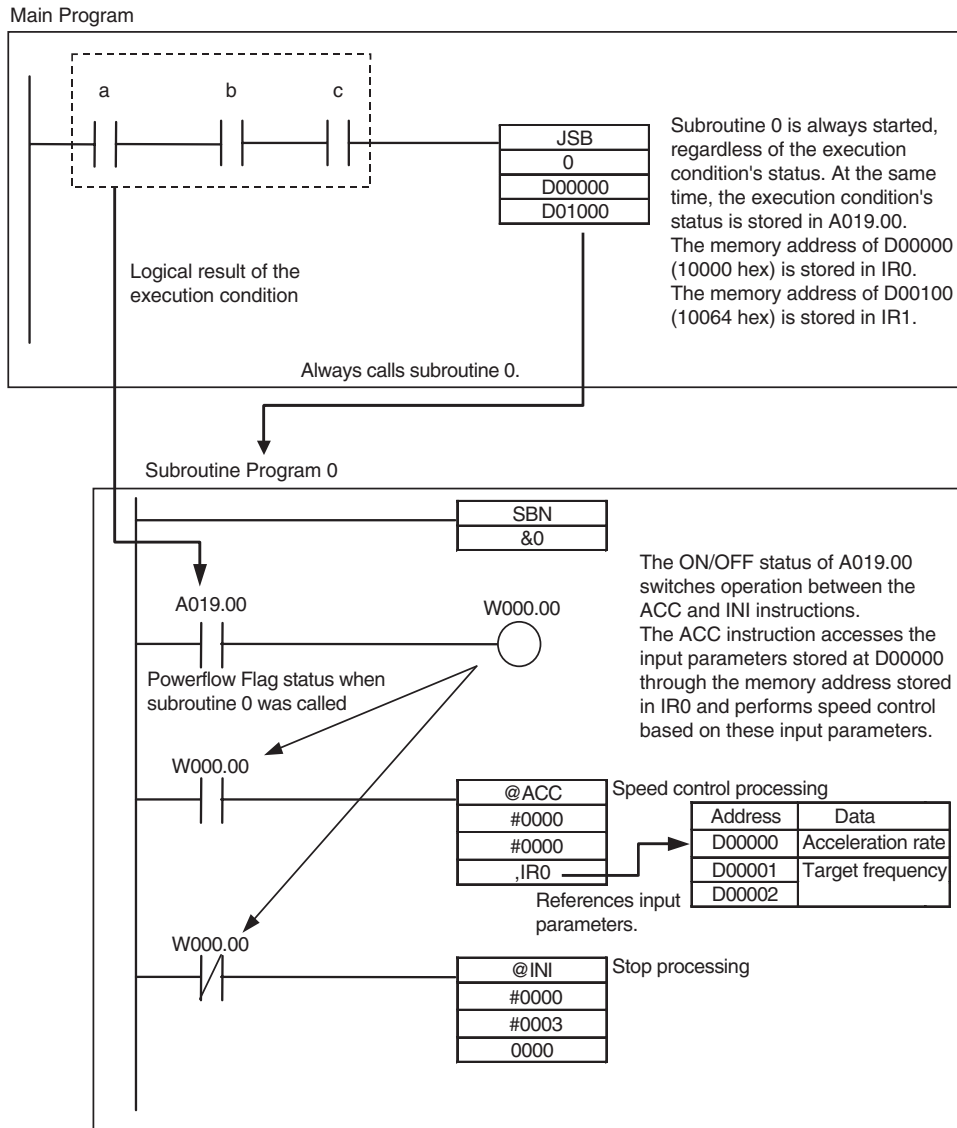 Main Program
a
b
c
JSB
0
D00000
D01000
Subroutine 0 is always started,
regardless of the execution
condition's status. At the same
time, the execution condition's
status is stored in A019.00.
The memory address of D00000
(10000 hex) is stored in IR0.
The memory address of D00100
(10064 hex) is stored in IR1.
Logical result of the
execution condition
Always calls subroutine 0.
Subroutine Program 0
SBN
&0
The ON/OFF status of A019.00
switches operation between the
ACC and INI instructions.
The ACC instruction accesses the
input parameters stored at D00000
through the memory address stored
in IR0 and performs speed control
based on these input parameters.
A019.00
W000.00
Powerflow Flag status when
subroutine 0 was called
W000.00
@ACC
#0000
#0000
,IR0
Speed control processing
Address Data
D00000 Acceleration rate
D00001 Target frequency
D00002
References input
parameters.
W000.00
@INI
#0000
#0003
0000
Stop processing